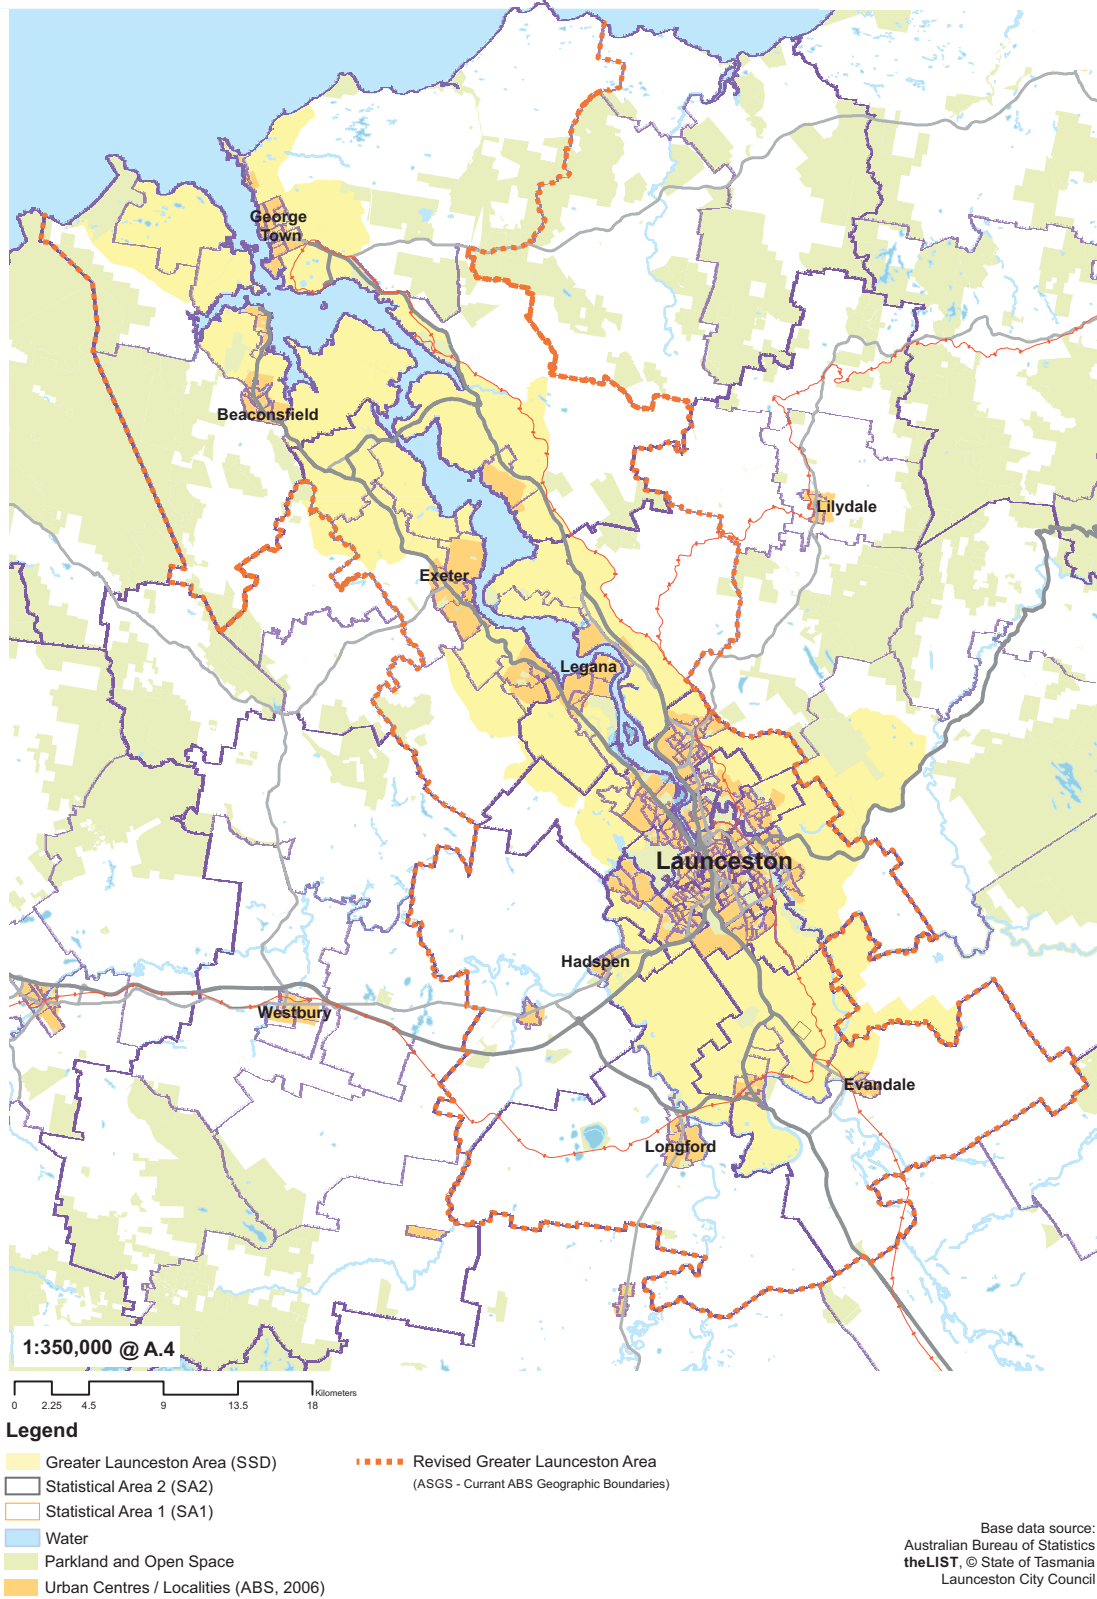 George
Town
Beaconsfield
Lilydale
Exeter
Legana
Launceston
Hadspen
Westbury
Evandale
Longford
1:350,000 @ A.4
Kilometers
0 2.25 4.5 9 13.5 18
Legend
Greater Launceston Area (SSD)
Statistical Area 2 (SA2)
Statistical Area 1 (SA1)
Water
Parkland and Open Space
Urban Centres / Localities (ABS, 2006)
Revised Greater Launceston Area
(ASGS - Currant ABS Geographic Boundaries)
Base data source:
Australian Bureau of Statistics
theLIST, © State of Tasmania
Launceston City Council